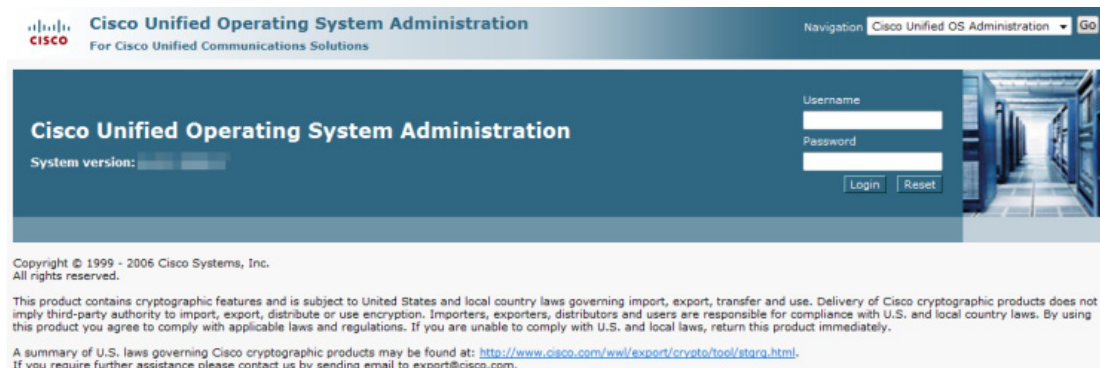 CISCO
Cisco Unified Operating System Administration
For Cisco Unified Communications Solutions
Navigation Cisco Unified OS Administration Go
Cisco Unified Operating System Administration
System version:
Username
Password
Login Reset
Copyright © 1999 - 2006 Cisco Systems, Inc.
All rights reserved.
This product contains cryptographic features and is subject to United States and local country laws governing import, export, transfer and use. Delivery of Cisco cryptographic products does not
imply third-party authority to import, export, distribute or use encryption. Importers, exporters, distributors and users are responsible for compliance with U.S. and local country laws. By using
this product you agree to comply with applicable laws and regulations. If you are unable to comply with U.S. and local laws, return this product immediately.
A summary of U.S. laws governing Cisco cryptographic products may be found at: http://www.cisco.com/wwl/export/crypto/tool/stqrg.html.
If you require further assistance please contact us by sending email to export@cisco.com.